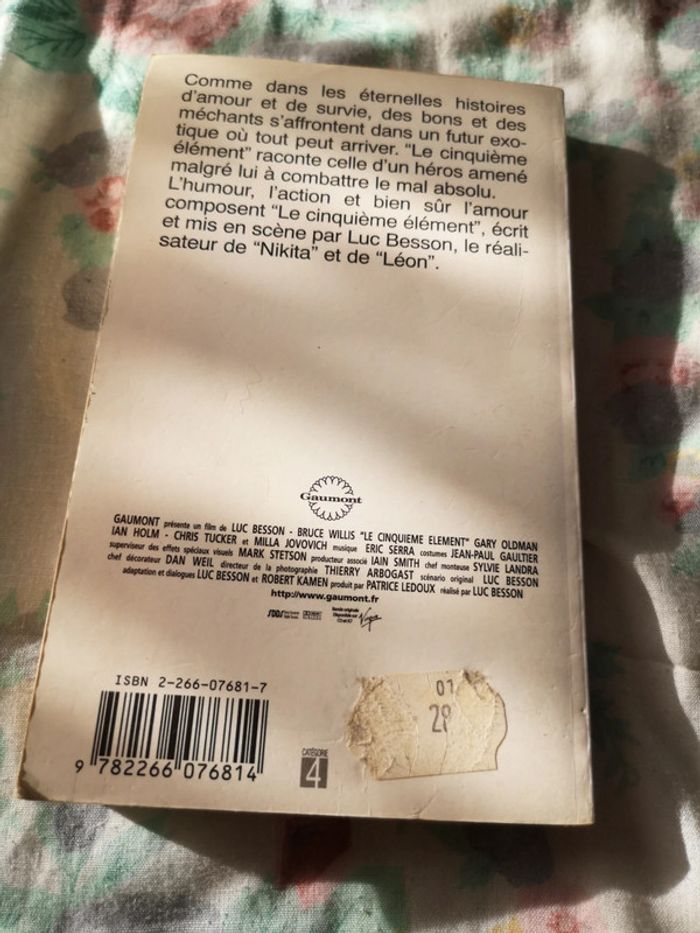 Comme dans les éternelles histoires
d'amour et de survie, des bons et des
méchants s'affrontent dans un futur exo-
tique où tout peut arriver. "Le cinquième
élément" raconte celle d'un héros amené
malgré lui à combattre le mal absolu.
L'humour, l'action et bien sûr l'amour
composent "Le cinquième élément", écrit
et mis en scène par Luc Besson, le réali-
sateur de "Nikita" et de "Léon".
Gaumont
GAUMONT présente un film de LUC BESSON - BRUCE WILLIS "LE CINQUIEME ELEMENT" GARY OLDMAN
IAN HOLM - CHRIS TUCKER et MILLA JOVOVICH musique ERIC SERRA costumes JEAN-PAUL GAULTIER
superviseur des effets spéciaux visuels MARK STETSON producteur associé IAIN SMITH chef monteuse SYLVIE LANDRA
chef décorateur DAN WEIL directeur de la photographie THIERRY ARBOGAST scénario original LUC BESSON
adaptation et dialogues LUC BESSON et ROBERT KAMEN produit par PATRICE LEDOUX réalisé par LUC BESSON
http://www.gaumont.fr
Bande originale
Disponible sur
CD et K7
Virgin
ISBN 2-266-07681-7
9 782266 076814
CATÉGORIE
4
01
28